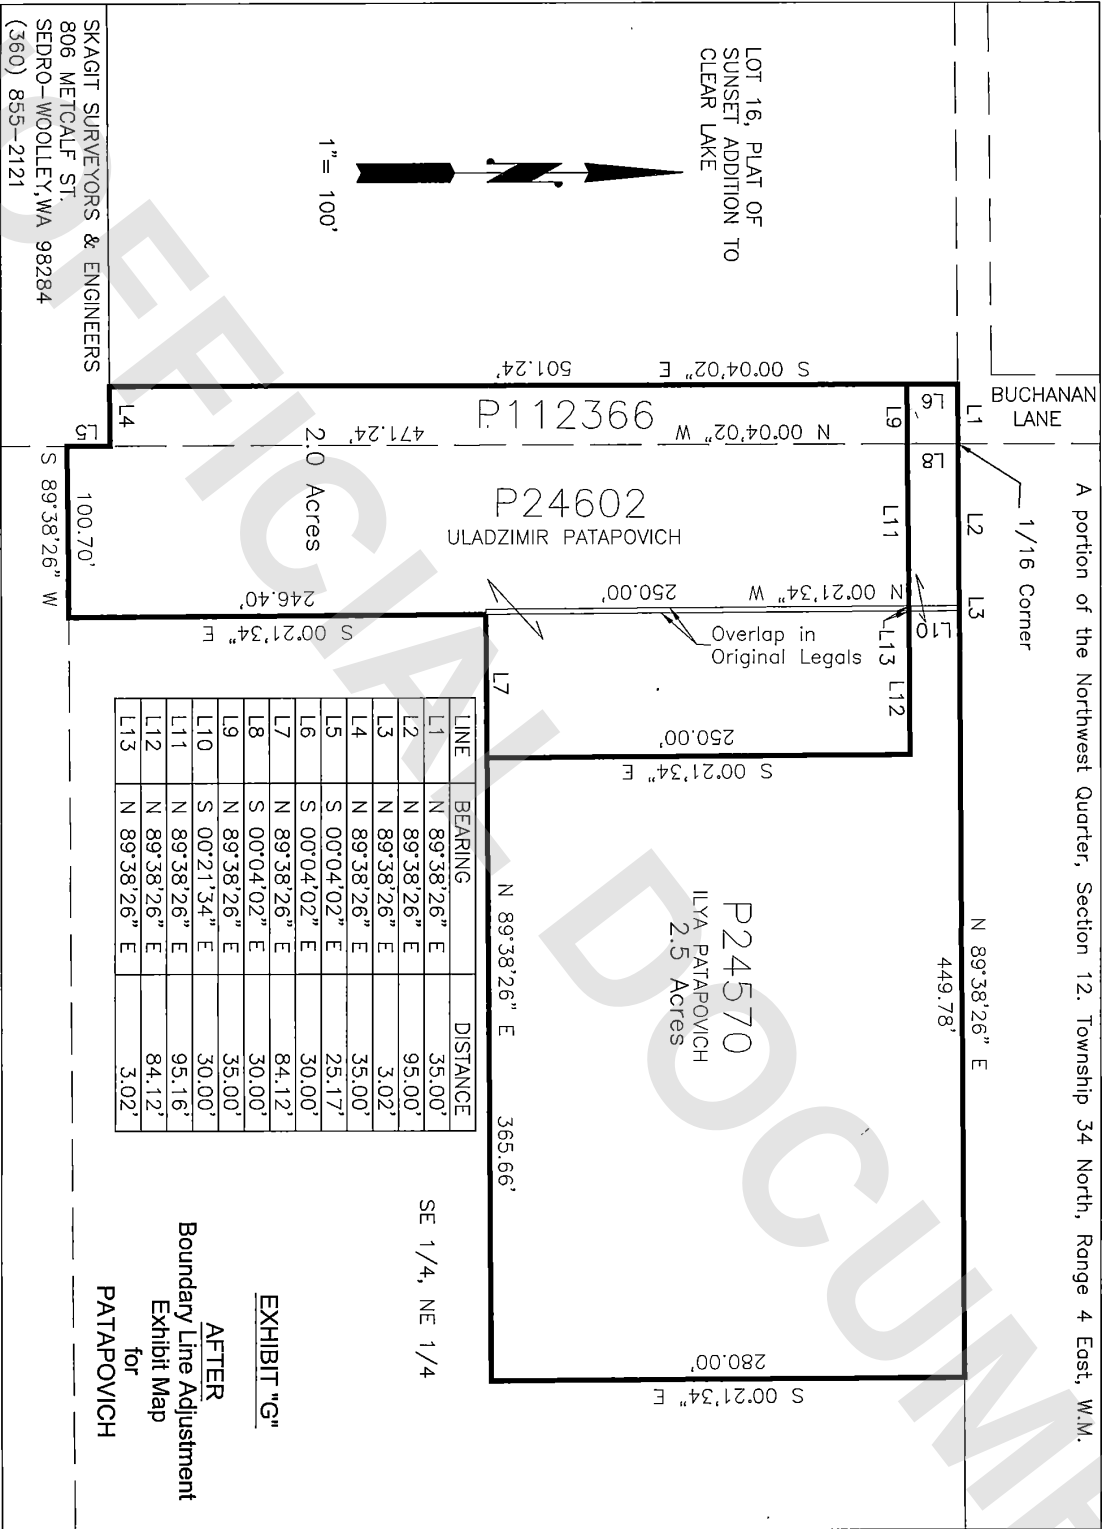 A portion of the Northwest Quarter, Section 12. Township 34 North, Range 4 East, W.M.
BUCHANAN
LANE
1/16 Corner
L1
L2
L3
N 89°38'26" E
449.78'
L6
L8
L10
L9
L11
L13
L12
LOT 16, PLAT OF
SUNSET ADDITION TO
CLEAR LAKE
1"= 100'
S 00°04'02" E
501.24'
N 00°04'02" W
471.24'
P112366
P24602
ULADZIMIR PATAPOVICH
2.0 Acres
N 00°21'34" W
250.00'
Overlap in
Original Legals
S 00°21'34" E
250.00'
P24570
ILYA PATAPOVICH
2.5 Acres
S 00°21'34" E
280.00'
L7
N 89°38'26" E
365.66'
S 00°21'34" E
246.40'
L4
L5
100.70'
S 89°38'26" W
SE 1/4, NE 1/4
LINE BEARING DISTANCE
L1 N 89°38'26" E 35.00'
L2 N 89°38'26" E 95.00'
L3 N 89°38'26" E 3.02'
L4 N 89°38'26" E 35.00'
L5 S 00°04'02" E 25.17'
L6 S 00°04'02" E 30.00'
L7 N 89°38'26" E 84.12'
L8 S 00°04'02" E 30.00'
L9 N 89°38'26" E 35.00'
L10 S 00°21'34" E 30.00'
L11 N 89°38'26" E 95.16'
L12 N 89°38'26" E 84.12'
L13 N 89°38'26" E 3.02'
EXHIBIT "G"
AFTER
Boundary Line Adjustment
Exhibit Map
for
PATAPOVICH
SKAGIT SURVEYORS & ENGINEERS
806 METCALF ST.
SEDRO-WOOLLEY,WA 98284
(360) 855-2121
OFFICIAL DOCUME